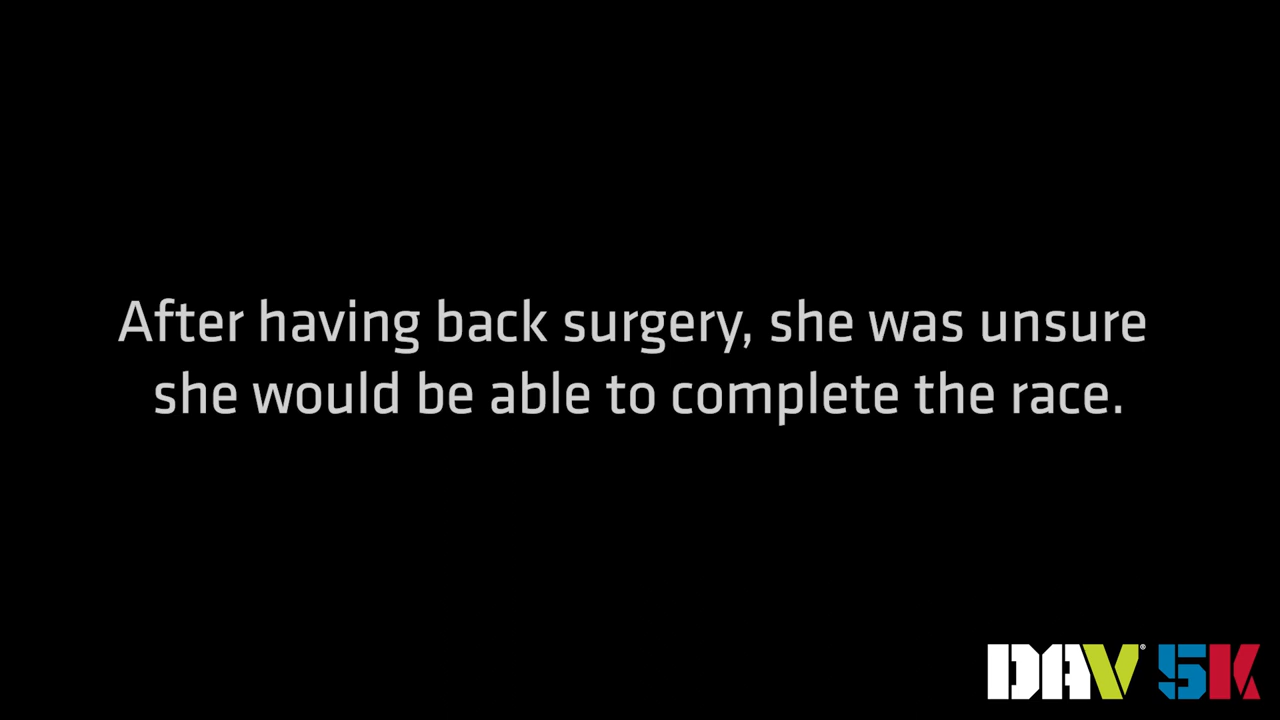 After having back surgery, she was unsure
she would be able to complete the race.
DAV® 5K